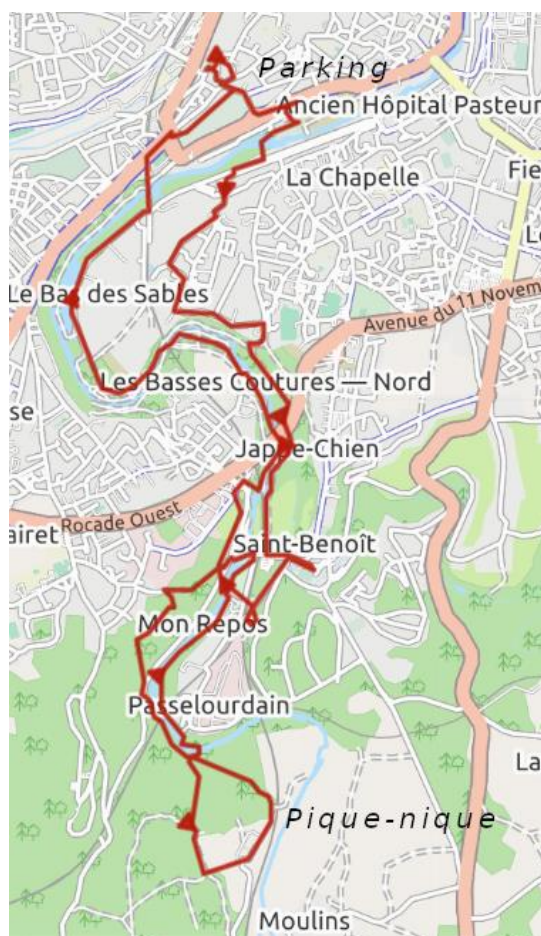 Parking
Ancien Hôpital Pasteur
La Chapelle
Fie
Le
Le Bas des Sables
Avenue du 11 Novem
Les Basses Coutures — Nord
se
Jappe-Chien
Rocade Ouest
airet
Saint-Benoît
Mon Repos
Passelourdain
La
Pique-nique
Moulins